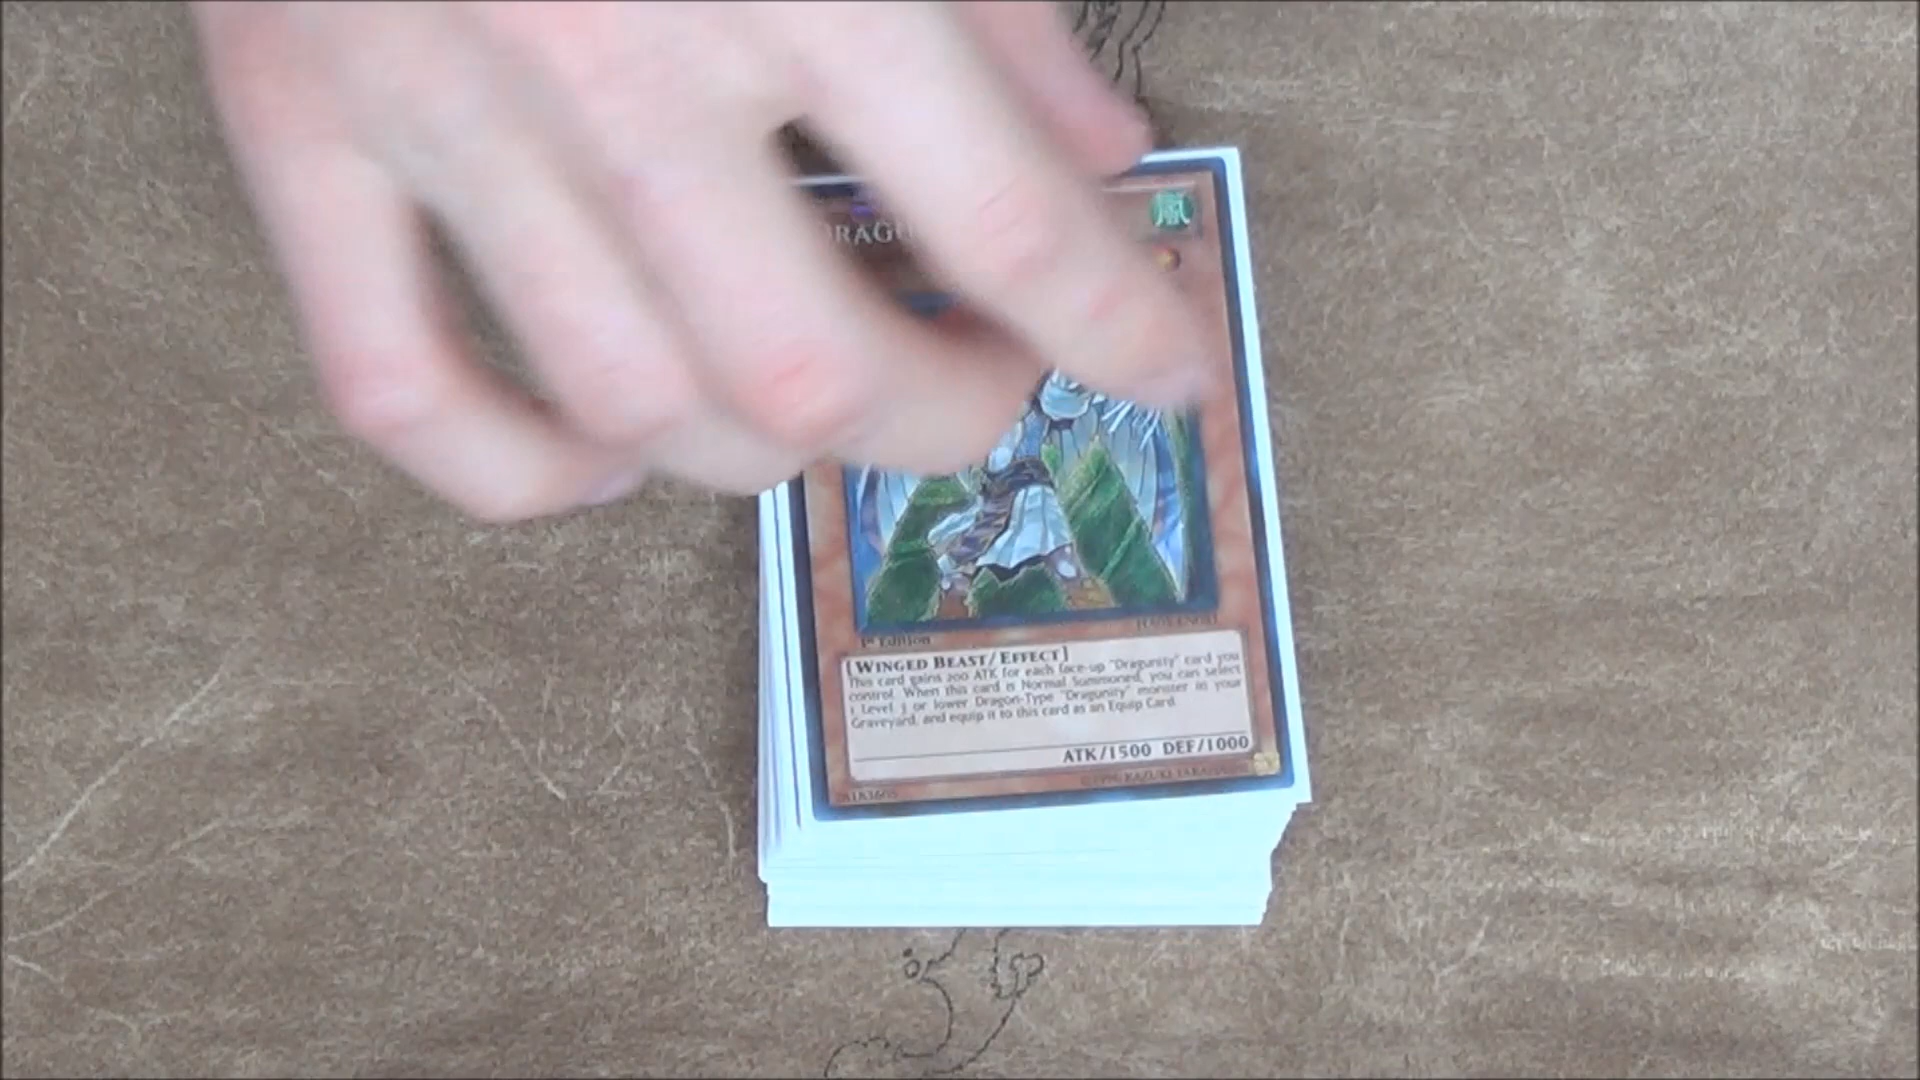 DRAGU
風
1st Edition
[WINGED BEAST/EFFECT]
This card gains 200 ATK for each face-up "Dragunity" card you
control. When this card is Normal Summoned, you can select
1 Level 3 or lower Dragon-Type "Dragunity" monster in your
Graveyard, and equip it to this card as an Equip Card.
ATK/1500 DEF/1000